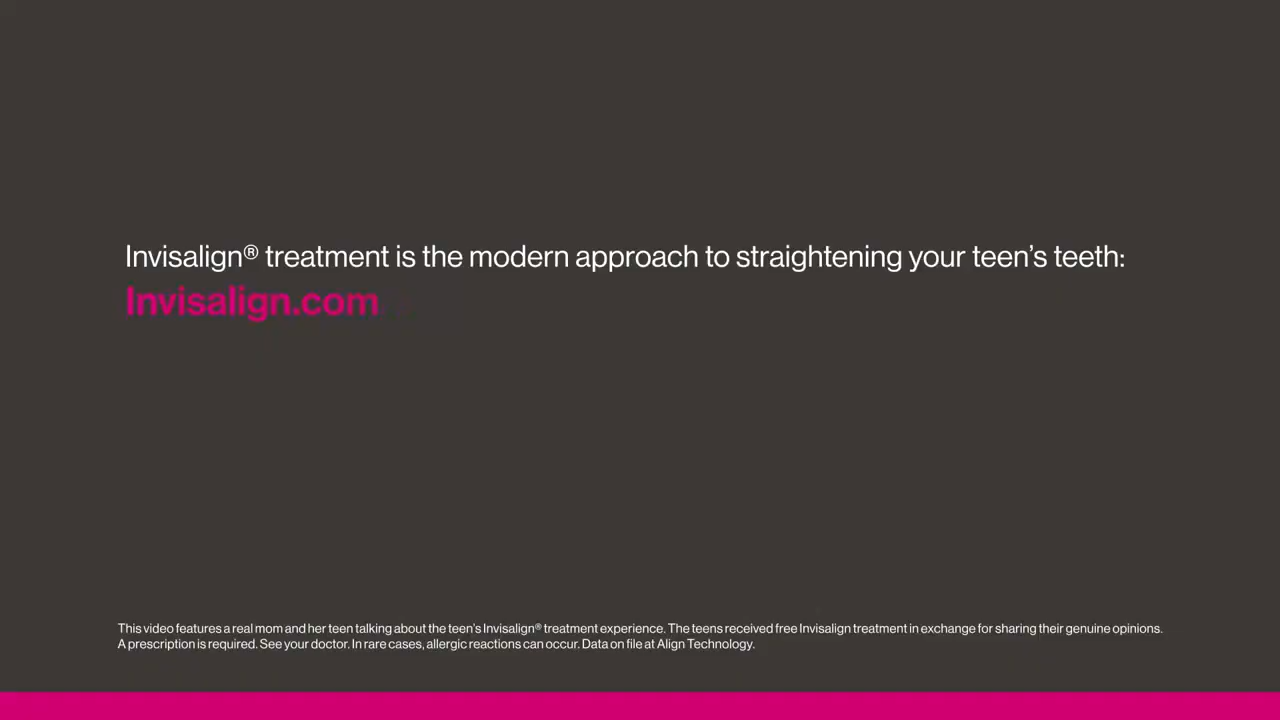 Invisalign® treatment is the modern approach to straightening your teen’s teeth:
Invisalign.com
This video features a real mom and her teen talking about the teen’s Invisalign® treatment experience. The teens received free Invisalign treatment in exchange for sharing their genuine opinions.
A prescription is required. See your doctor. In rare cases, allergic reactions can occur. Data on file at Align Technology.